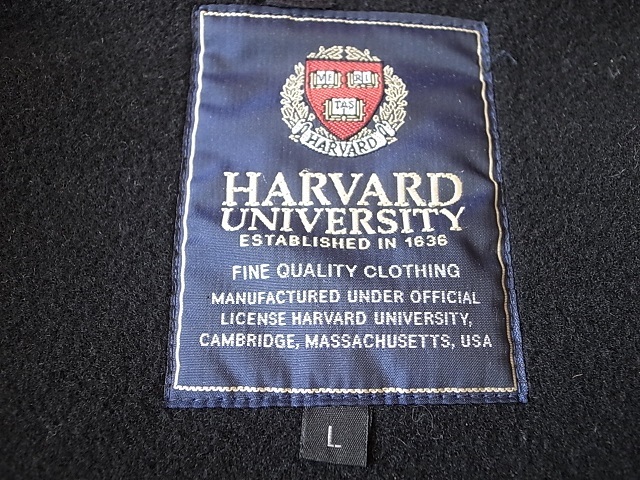 VE RI
TAS
HARVARD
HARVARD
UNIVERSITY
ESTABLISHED IN 1636
FINE QUALITY CLOTHING
MANUFACTURED UNDER OFFICIAL
LICENSE HARVARD UNIVERSITY,
CAMBRIDGE, MASSACHUSETTS, USA
L